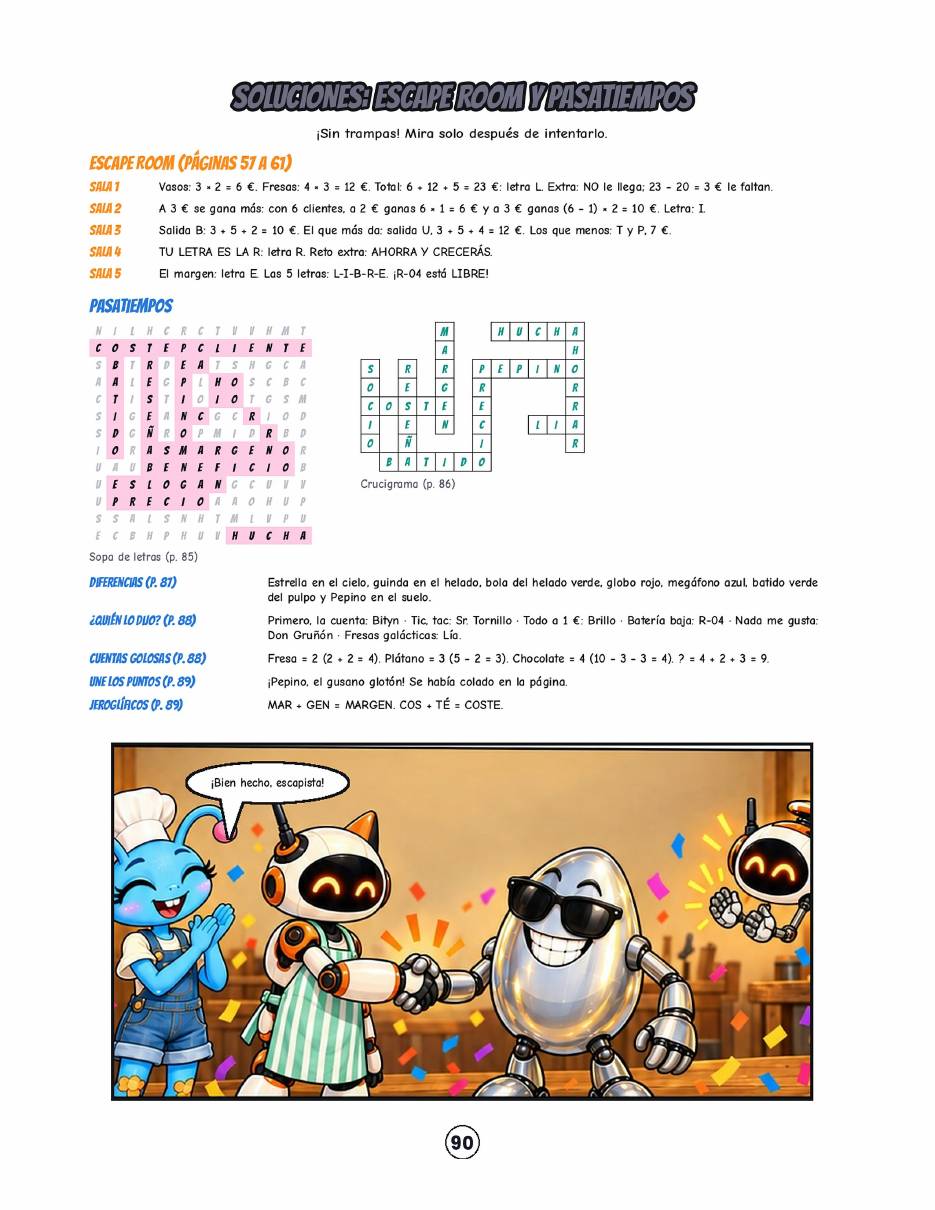 SOLUCIONES: ESCAPE ROOM Y PASATIEMPOS
¡Sin trampas! Mira solo después de intentarlo.
ESCAPE ROOM (PÁGINAS 57 A 61)
SALA 1 Vasos: 3 × 2 = 6 €. Fresas: 4 × 3 = 12 €. Total: 6 + 12 + 5 = 23 €: letra L. Extra: NO le llega; 23 - 20 = 3 € le faltan.
SALA 2 A 3 € se gana más: con 6 clientes, a 2 € ganas 6 × 1 = 6 € y a 3 € ganas (6 - 1) × 2 = 10 €. Letra: I.
SALA 3 Salida B: 3 + 5 + 2 = 10 €. El que más da: salida U, 3 + 5 + 4 = 12 €. Los que menos: T y P, 7 €.
SALA 4 TU LETRA ES LA R: letra R. Reto extra: AHORRA Y CRECERÁS.
SALA 5 El margen: letra E. Las 5 letras: L-I-B-R-E. ¡R-04 está LIBRE!
PASATIEMPOS
N I L H C R C T V V H M T
C O S T E P C L I E N T E
S B T R D E A T S H G C A
A A L E G P L H O S C B C
C T I S T I O I O T G S M
S I G E A N C G C R I O D
S D G Ñ R O P M I D R B D
I O R A S M A R G E N O R
U A U B E N E F I C I O B
U E S L O G A N G C U V V
U P R E C I O A A O H U P
S S A L S N H T M L V P U
E C B H P H U V H U C H A
Sopa de letras (p. 85)
M H U C H A
A H
S R R P E P I N O
O E G R R
C O S T E E R
I E N C L I A
O Ñ I R
B A T I D O
Crucigrama (p. 86)
DIFERENCIAS (P. 87) Estrella en el cielo, guinda en el helado, bola del helado verde, globo rojo, megáfono azul, batido verde
del pulpo y Pepino en el suelo.
¿QUIÉN LO DIJO? (P. 88) Primero, la cuenta: Bityn · Tic, tac: Sr. Tornillo · Todo a 1 €: Brillo · Batería baja: R-04 · Nada me gusta:
Don Gruñón · Fresas galácticas: Lía.
CUENTAS GOLOSAS (P. 88) Fresa = 2 (2 + 2 = 4). Plátano = 3 (5 - 2 = 3). Chocolate = 4 (10 - 3 - 3 = 4). ? = 4 + 2 + 3 = 9.
UNE LOS PUNTOS (P. 89) ¡Pepino, el gusano glotón! Se había colado en la página.
JEROGLÍFICOS (P. 89) MAR + GEN = MARGEN. COS + TÉ = COSTE.
¡Bien hecho, escapista!
90